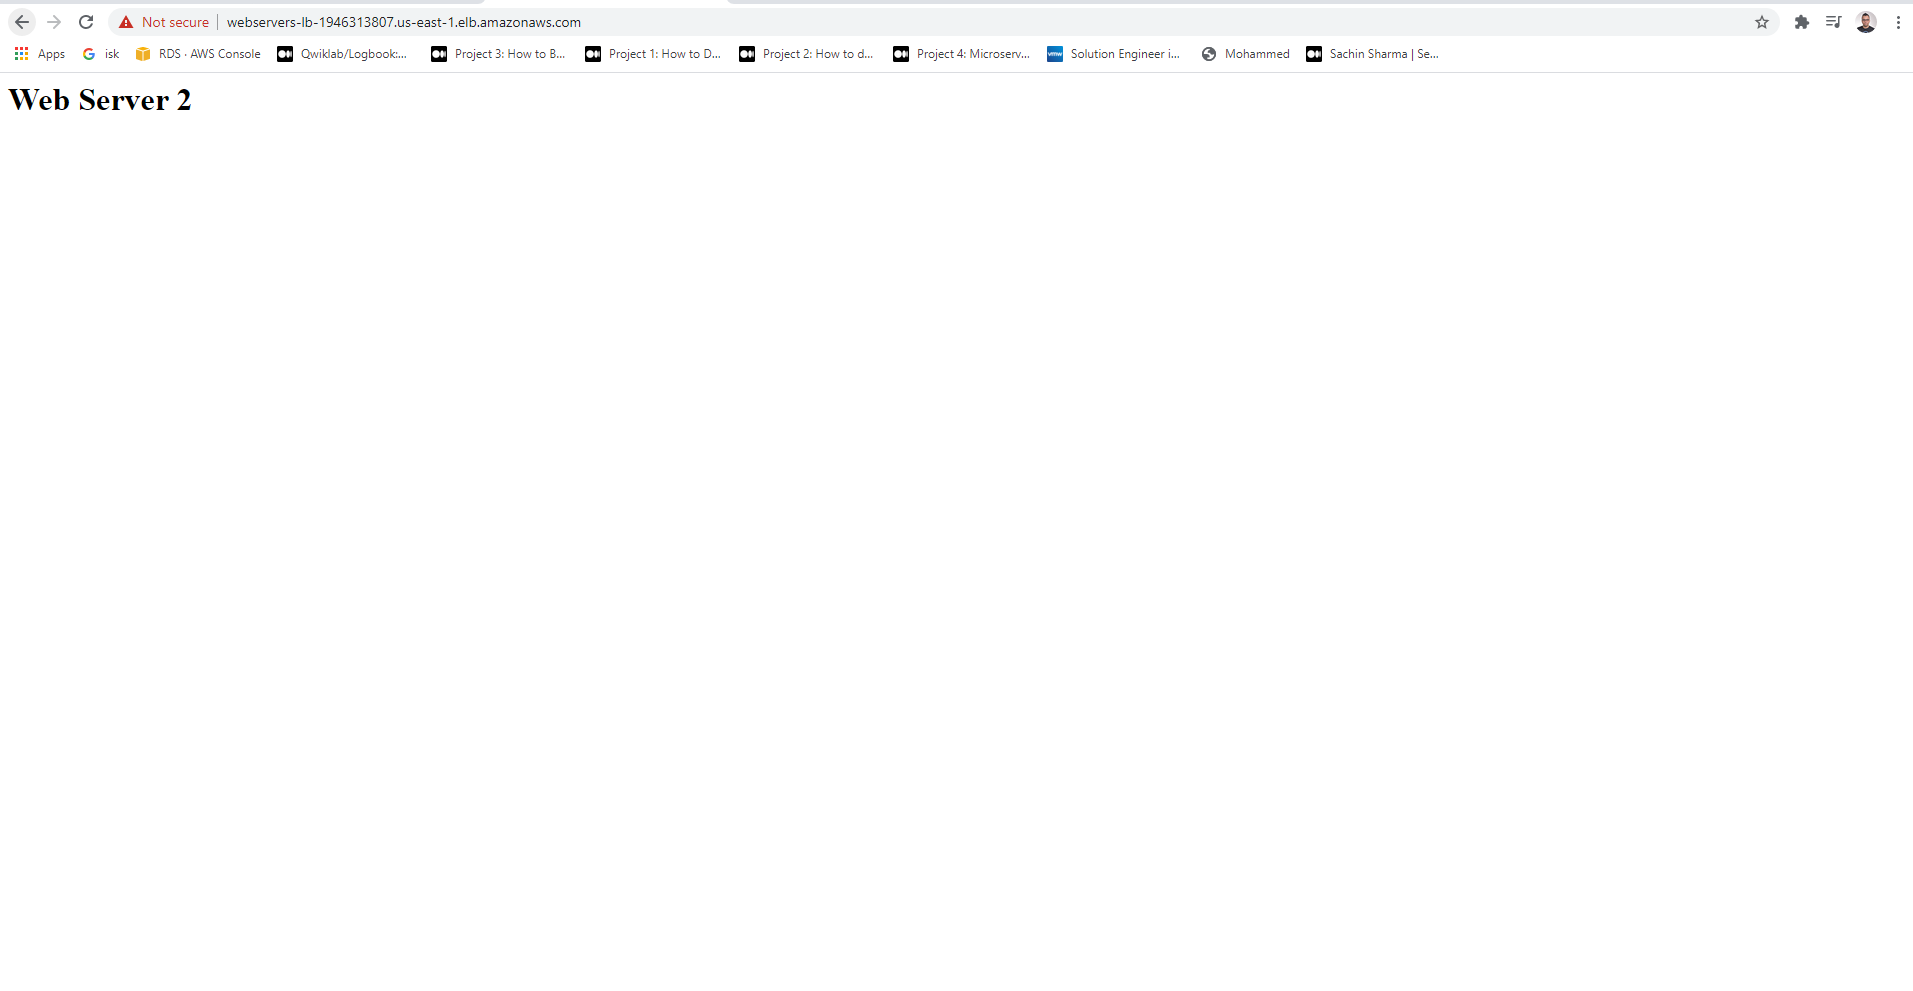 Not secure webservers-lb-1946313807.us-east-1.elb.amazonaws.com
Apps isk RDS · AWS Console Qwiklab/Logbook:... Project 3: How to B... Project 1: How to D... Project 2: How to d... Project 4: Microserv... vmw Solution Engineer i... Mohammed Sachin Sharma | Se...
Web Server 2